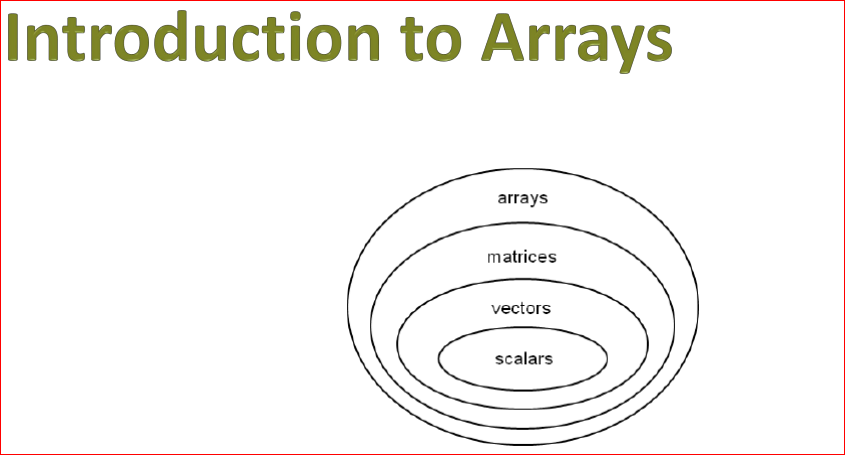 Introduction to Arrays
arrays
matrices
vectors
scalars